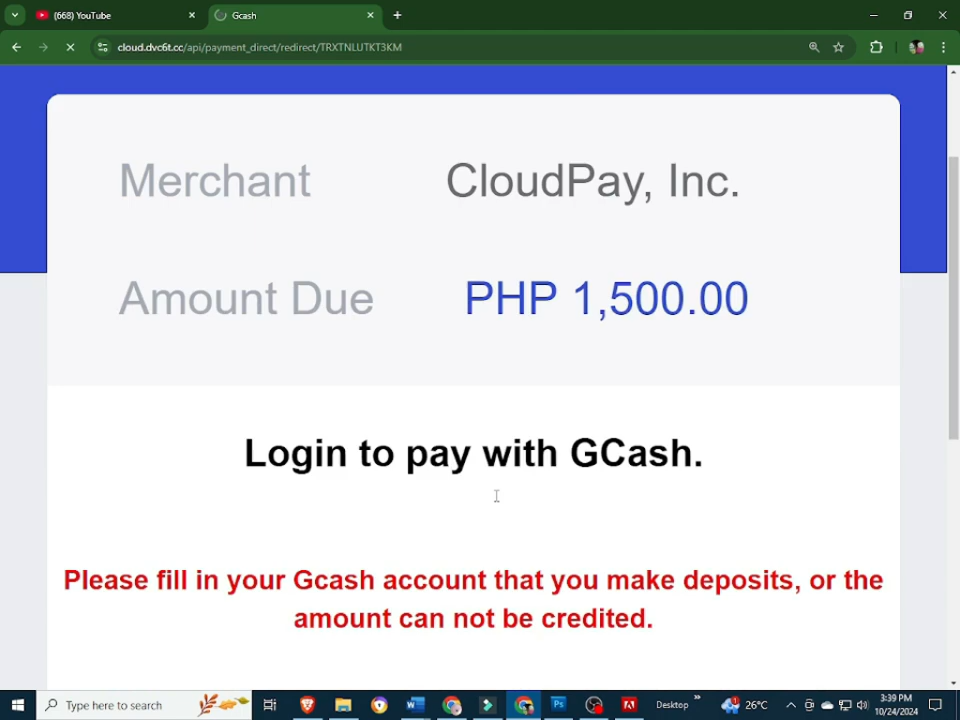 (668) YouTube
Gcash
cloud.dvc6t.cc/api/payment_direct/redirect/TRXTNLUTKT3KM
Merchant CloudPay, Inc.
Amount Due PHP 1,500.00
Login to pay with GCash.
Please fill in your Gcash account that you make deposits, or the
amount can not be credited.
Type here to search
Desktop
26°C
3:39 PM
10/24/2024